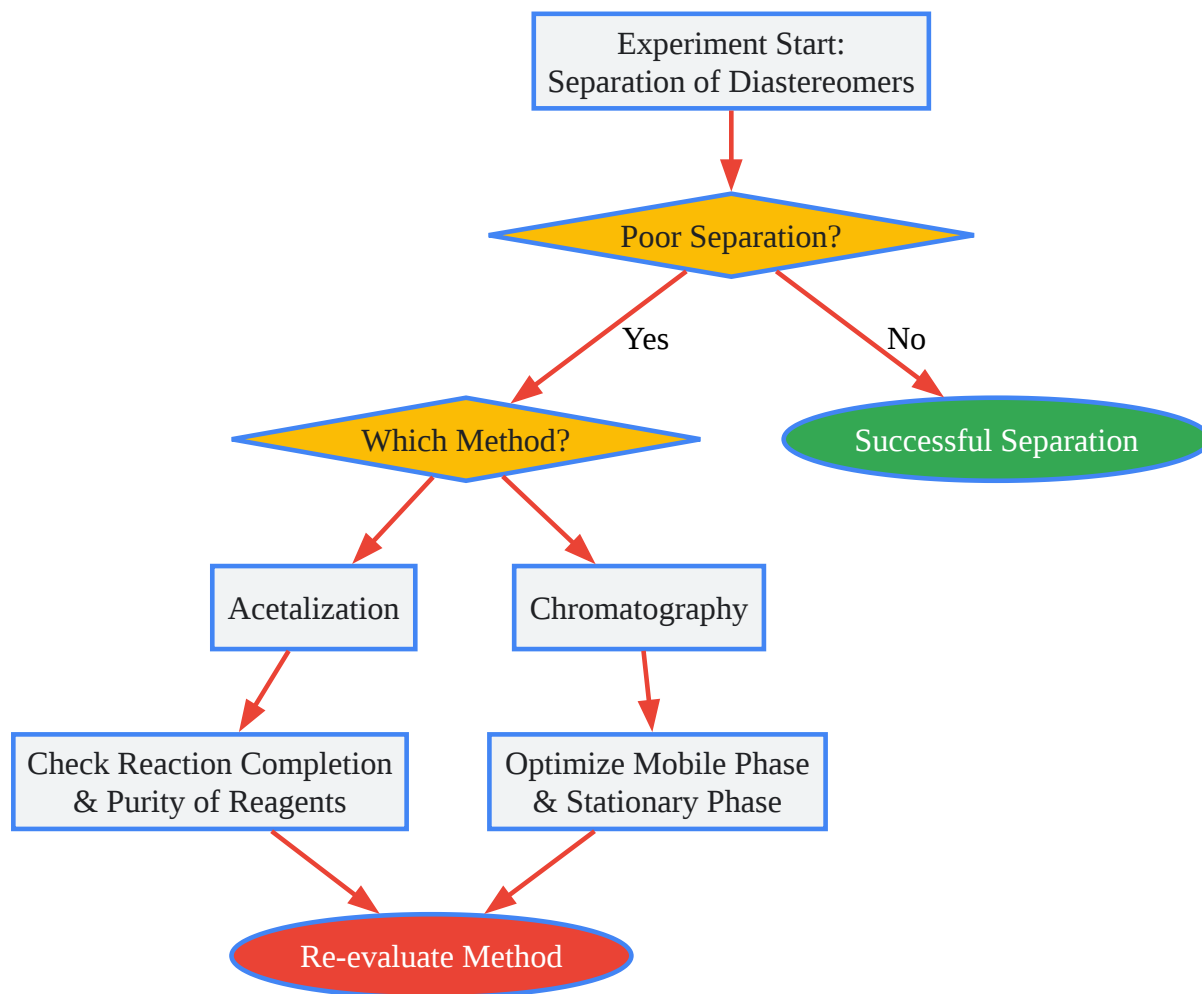 Experiment Start:
Separation of Diastereomers
Poor Separation?
Yes
No
Which Method?
Successful Separation
Acetalization
Chromatography
Check Reaction Completion
& Purity of Reagents
Optimize Mobile Phase
& Stationary Phase
Re-evaluate Method